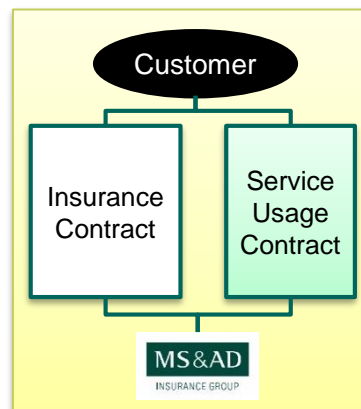 Customer
Insurance
Contract
Service
Usage
Contract
MS&AD
INSURANCE GROUP